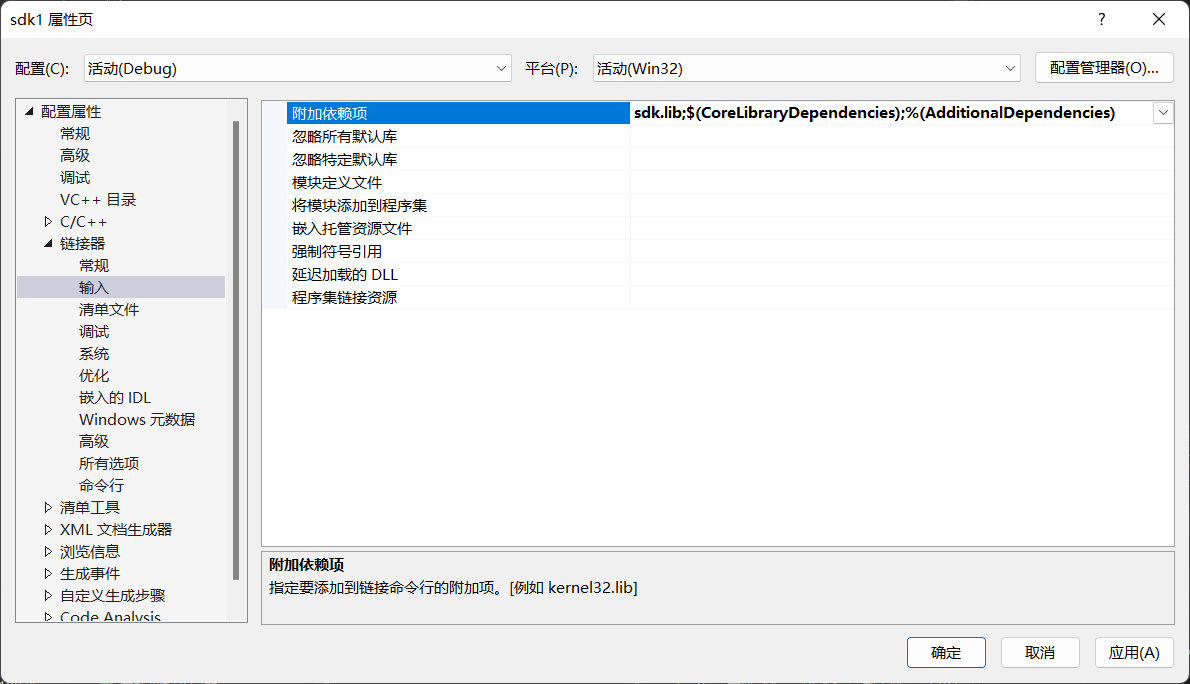 sdk1 属性页
?
配置(C):
活动(Debug)
平台(P):
活动(Win32)
配置管理器(O)...
配置属性
常规
高级
调试
VC++ 目录
C/C++
链接器
常规
输入
清单文件
调试
系统
优化
嵌入的 IDL
Windows 元数据
高级
所有选项
命令行
清单工具
XML 文档生成器
浏览信息
生成事件
自定义生成步骤
Code Analysis
附加依赖项 sdk.lib;$(CoreLibraryDependencies);%(AdditionalDependencies)
忽略所有默认库
忽略特定默认库
模块定义文件
将模块添加到程序集
嵌入托管资源文件
强制符号引用
延迟加载的 DLL
程序集链接资源
附加依赖项
指定要添加到链接命令行的附加项。[例如 kernel32.lib]
确定
取消
应用(A)